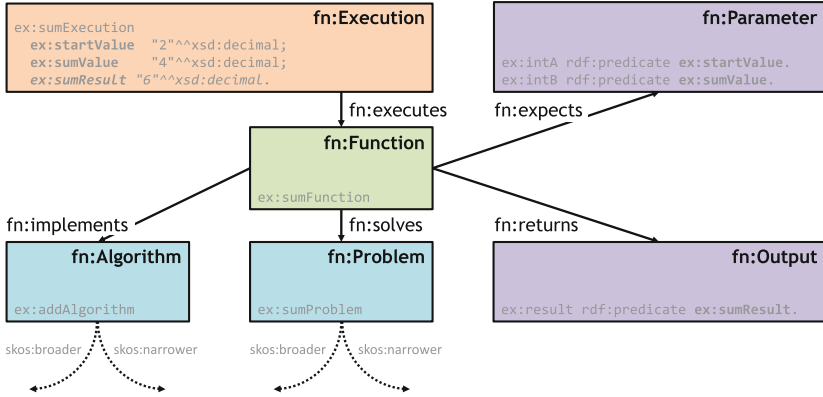 fn:Execution
ex:sumExecution
ex:startValue "2"^^xsd:decimal;
ex:sumValue "4"^^xsd:decimal;
ex:sumResult "6"^^xsd:decimal.
fn:Parameter
ex:intA rdf:predicate ex:startValue.
ex:intB rdf:predicate ex:sumValue.
fn:executes
fn:expects
fn:Function
ex:sumFunction
fn:implements
fn:solves
fn:returns
fn:Algorithm
ex:addAlgorithm
fn:Problem
ex:sumProblem
fn:Output
ex:result rdf:predicate ex:sumResult.
skos:broader
skos:narrower
skos:broader
skos:narrower